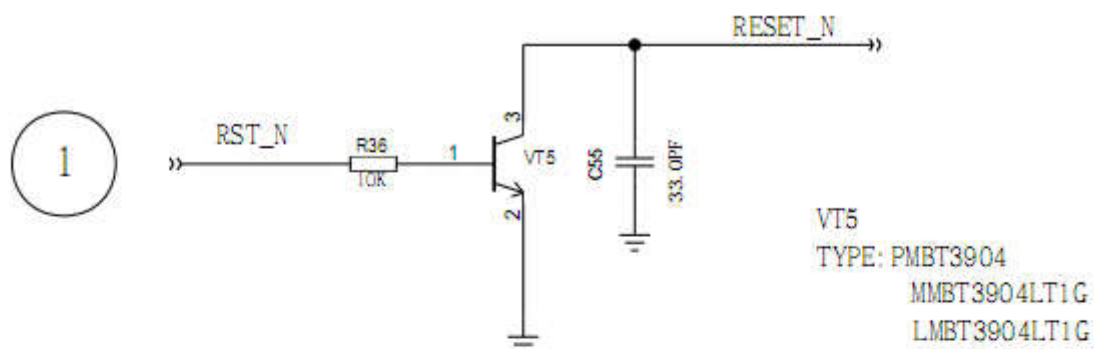 RESET_N
1
RST_N
R36
10K
1
3
VT5
2
C55
33.0PF
VT5
TYPE: PMBT3904
MMBT3904LT1G
LMBT3904LT1G